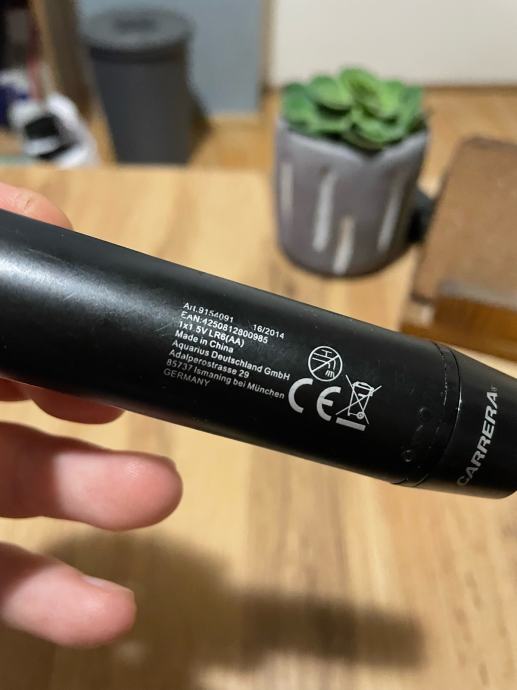 Art.9154091 16/2014
EAN:4250812800985
1x1.5V LR6(AA)
Made in China
Aquarius Deutschland GmbH
Adalperostrasse 29
85737 Ismaning bei München
GERMANY
CE
CARRERA